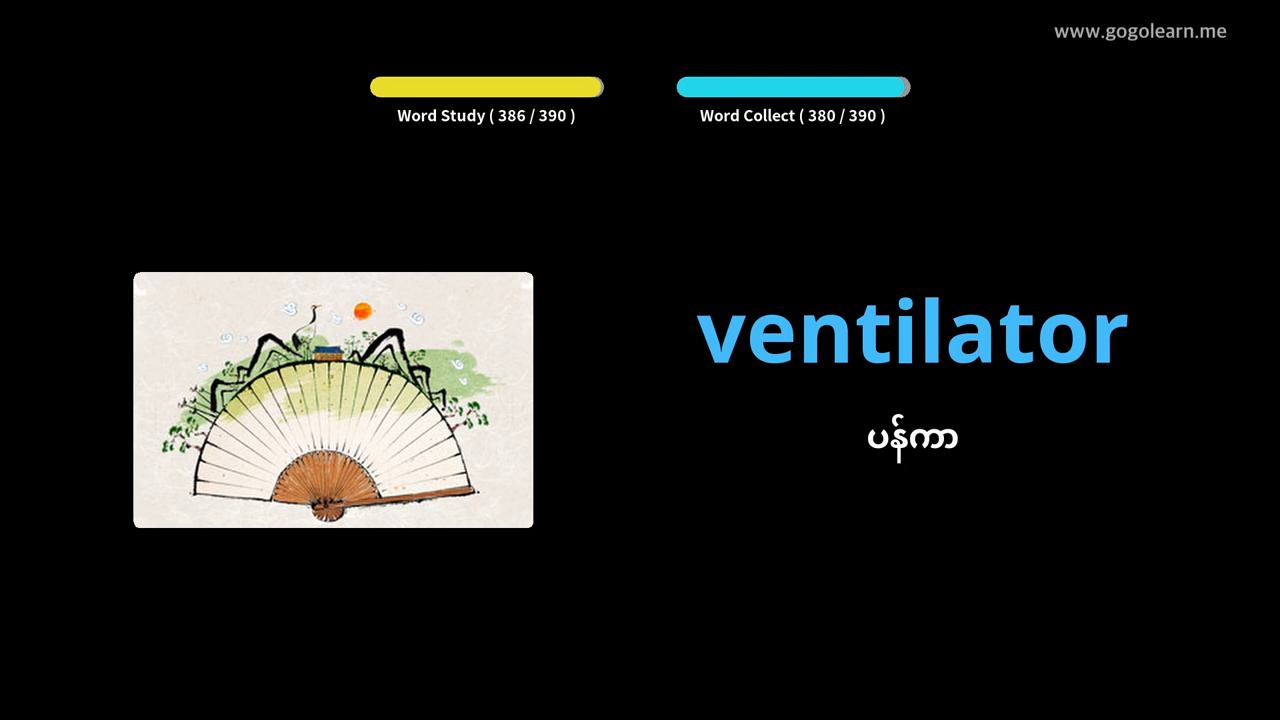 www.gogolearn.me
Word Study ( 386 / 390 )
Word Collect ( 380 / 390 )
ventilator
ပန်ကာ